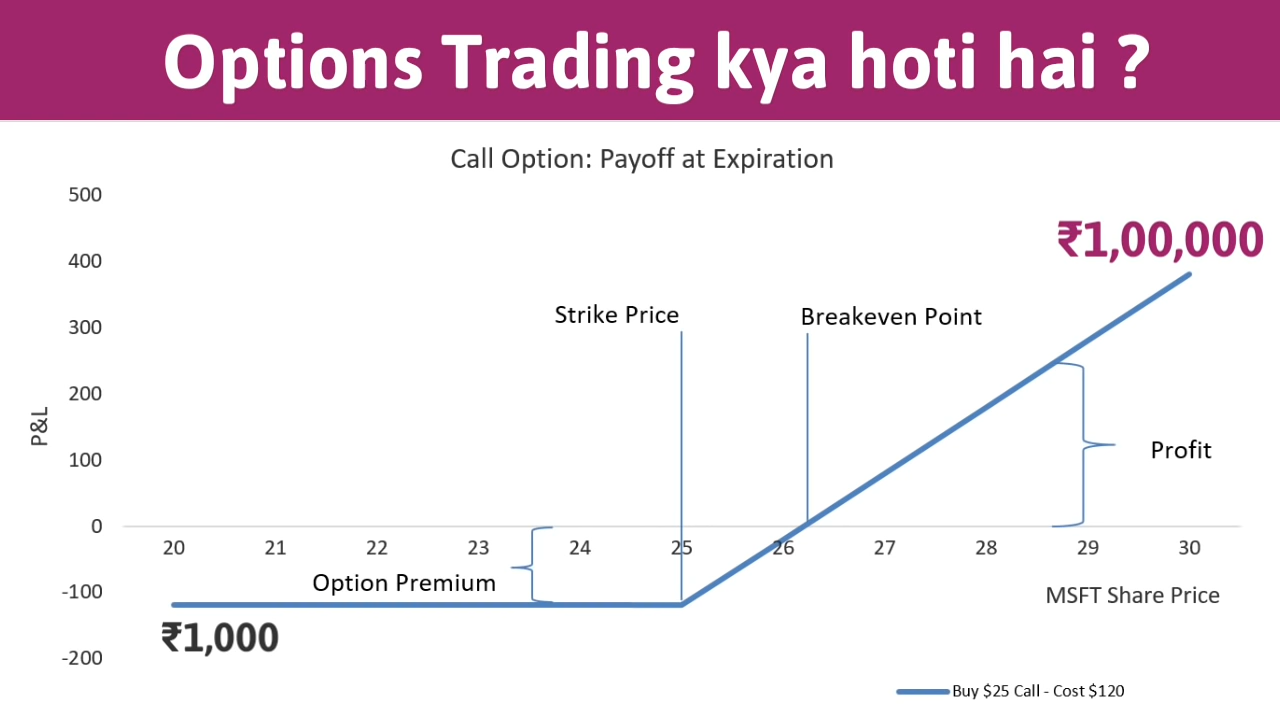 Options Trading kya hoti hai ?
Call Option: Payoff at Expiration
500
400
300
200
100
0
-100
-200
P&L
₹1,00,000
Strike Price
Breakeven Point
Profit
20 21 22 23 24 25 26 27 28 29 30
Option Premium
MSFT Share Price
₹1,000
Buy $25 Call - Cost $120